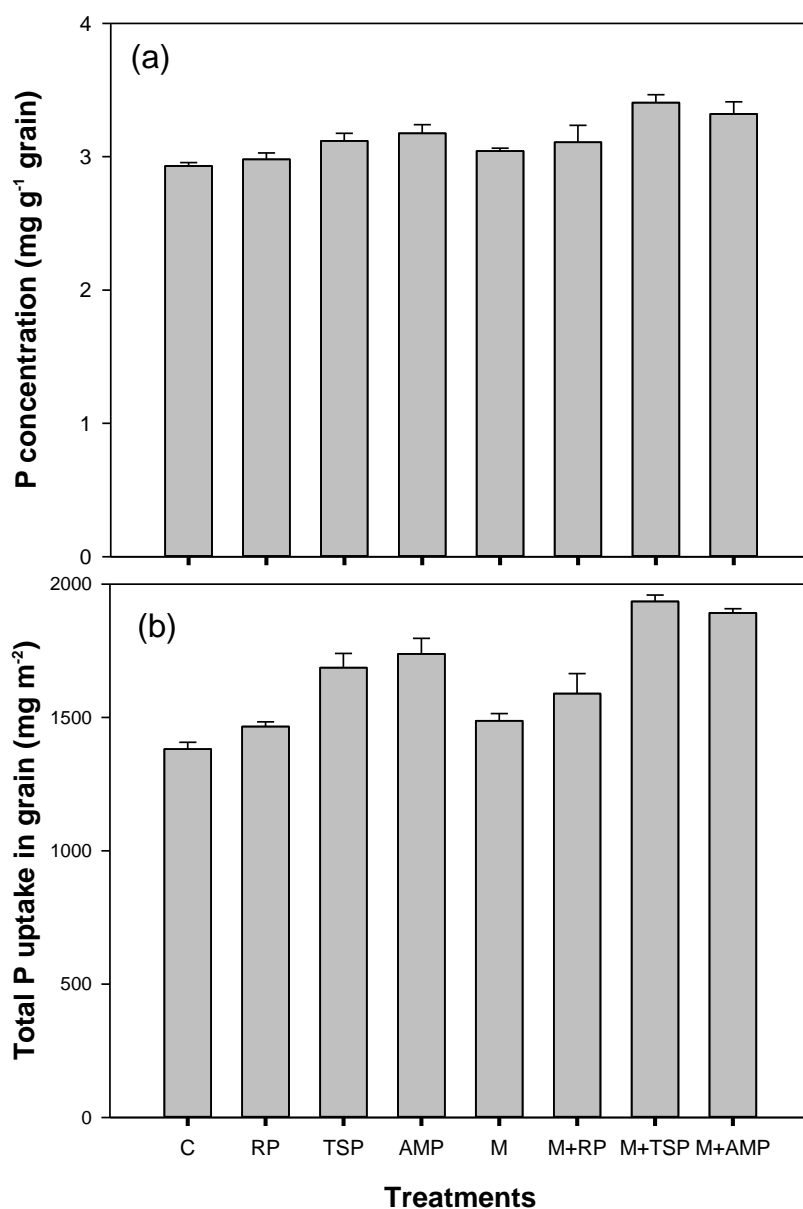 (a)
P concentration (mg g⁻¹ grain)
4
3
2
1
0
(b)
Total P uptake in grain (mg m⁻²)
2000
1500
1000
500
0
C RP TSP AMP M M+RP M+TSP M+AMP
Treatments